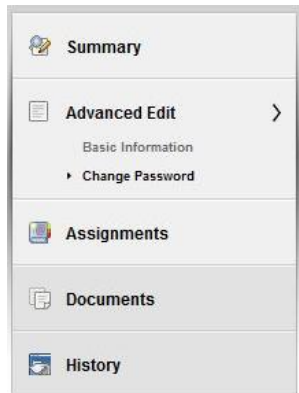 Summary
Advanced Edit
Basic Information
Change Password
Assignments
Documents
History